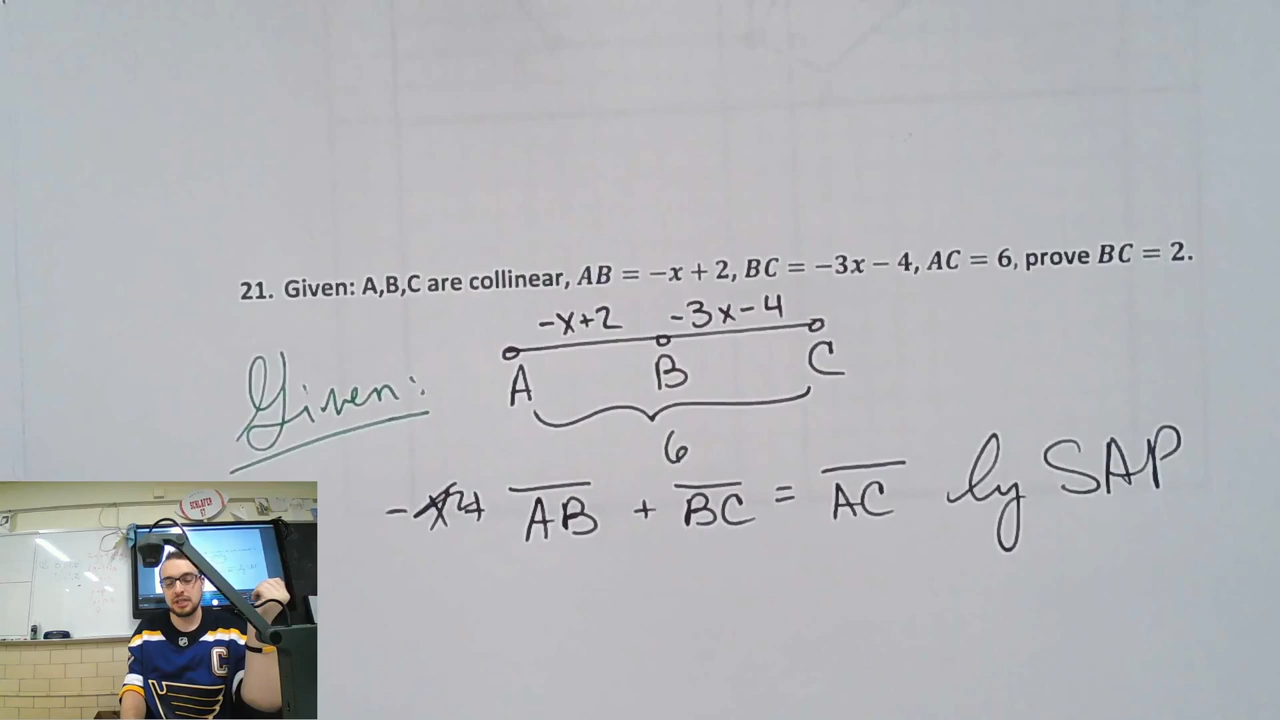 21. Given: A,B,C are collinear, AB = −x + 2, BC = −3x − 4, AC = 6, prove BC = 2.
-x+2 -3x-4
Given:
A B C
6
AB + BC = AC by SAP
SCHLAFER
C